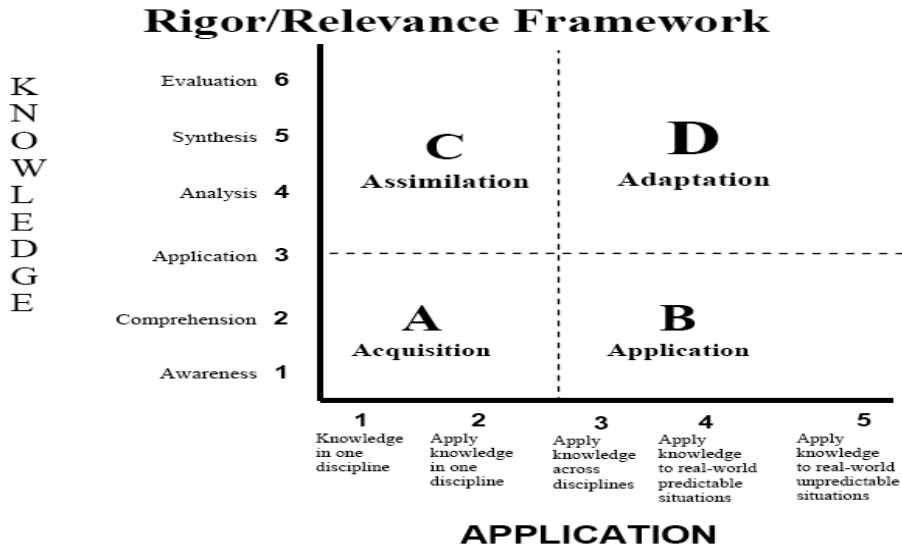 Rigor/Relevance Framework
KNOWLEDGE
Evaluation 6
Synthesis 5
Analysis 4
Application 3
Comprehension 2
Awareness 1
C
Assimilation
D
Adaptation
A
Acquisition
B
Application
1
Knowledge
in one
discipline
2
Apply
knowledge
in one
discipline
3
Apply
knowledge
across
disciplines
4
Apply
knowledge
to real-world
predictable
situations
5
Apply
knowledge
to real-world
unpredictable
situations
APPLICATION